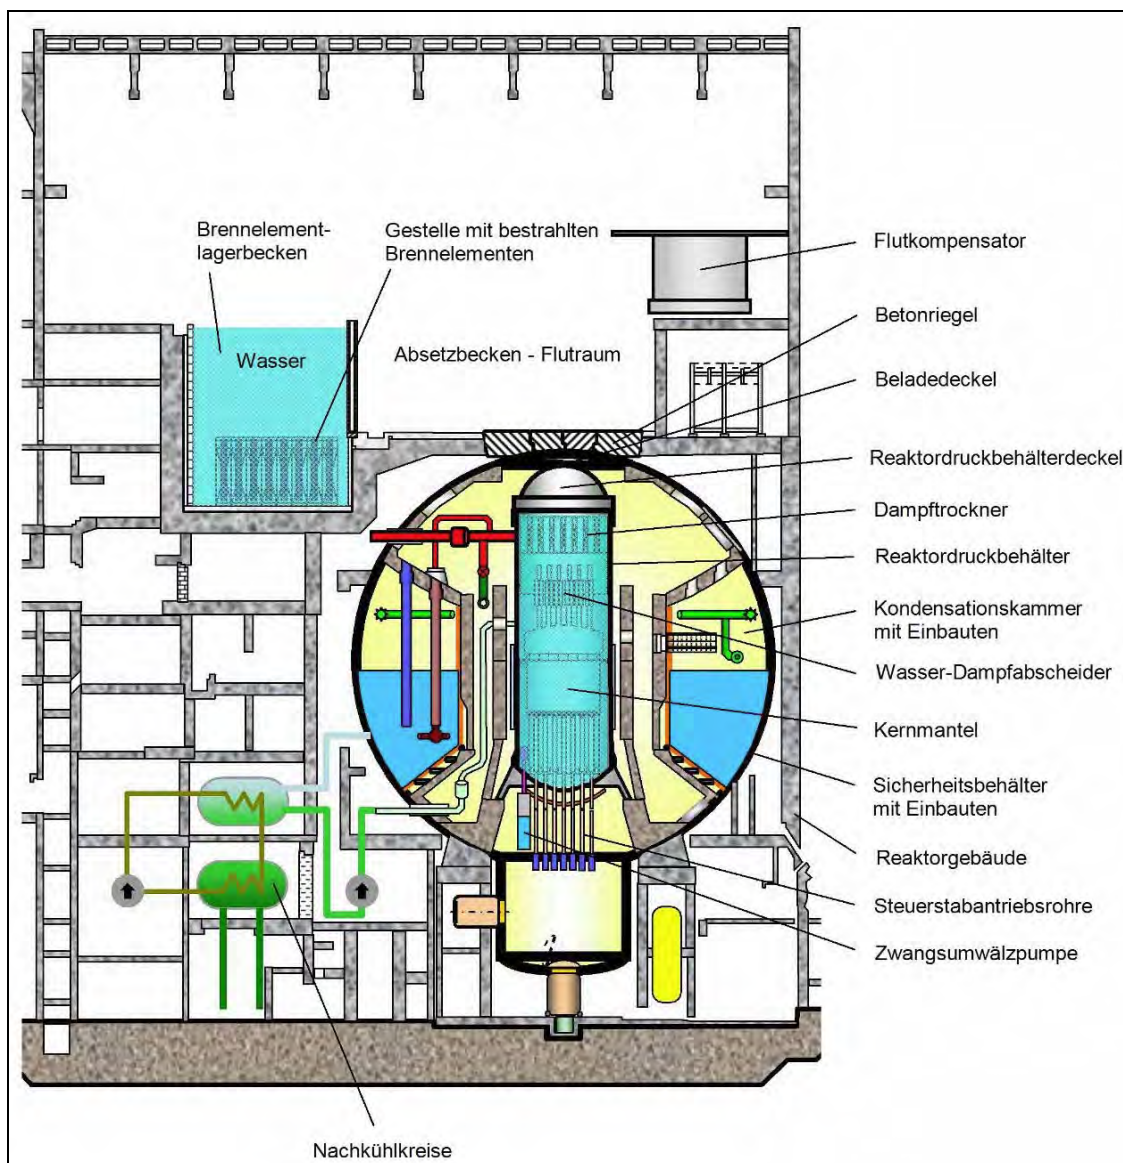 Brennelement-
lagerbecken
Gestelle mit bestrahlten
Brennelementen
Flutkompensator
Betonriegel
Wasser
Absetzbecken - Flutraum
Beladedeckel
Reaktordruckbehälterdeckel
Dampftrockner
Reaktordruckbehälter
Kondensationskammer
mit Einbauten
Wasser-Dampfabscheider
Kernmantel
Sicherheitsbehälter
mit Einbauten
Reaktorgebäude
Steuerstabantriebsrohre
Zwangsumwälzpumpe
Nachkühlkreise